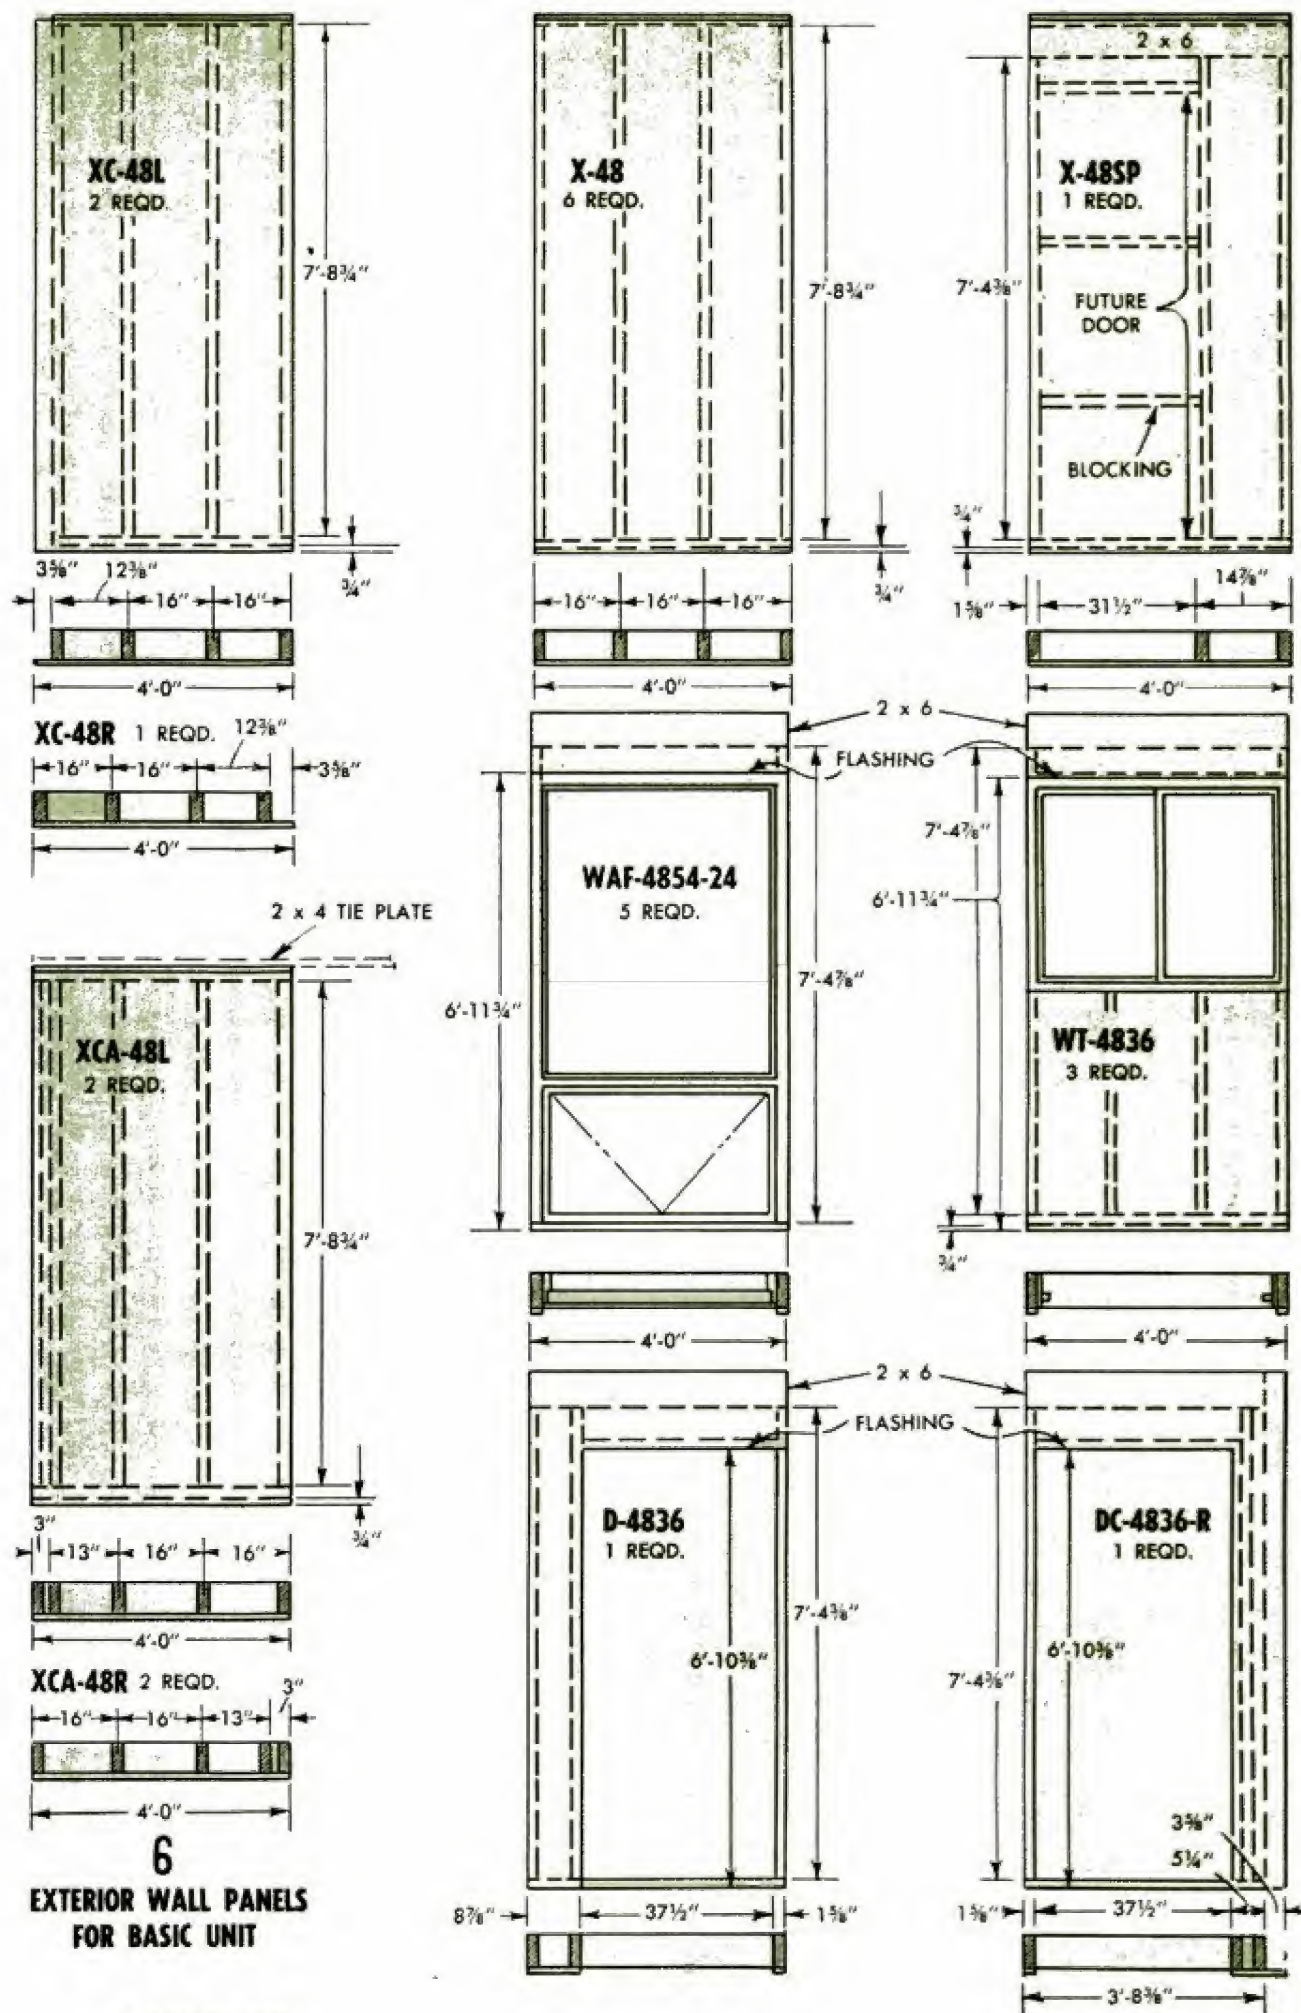 XC-48L
2 REQD.
7'-8¾"
¾"
3⅝"
12⅜"
16"
16"
4'-0"
XC-48R 1 REQD.
12⅜"
16"
16"
3⅝"
4'-0"
X-48
6 REQD.
7'-8¾"
¾"
16"
16"
16"
4'-0"
2 x 6
X-48SP
1 REQD.
7'-4⅜"
FUTURE
DOOR
BLOCKING
¾"
1⅝"
31½"
14⅞"
4'-0"
2 x 4 TIE PLATE
XCA-48L
2 REQD.
7'-8¾"
¾"
3"
13"
16"
16"
4'-0"
XCA-48R 2 REQD.
3"
16"
16"
13"
4'-0"
2 x 6
FLASHING
WAF-4854-24
5 REQD.
6'-11¾"
7'-4⅞"
4'-0"
7'-4⅞"
6'-11¾"
WT-4836
3 REQD.
¾"
4'-0"
2 x 6
FLASHING
D-4836
1 REQD.
7'-4⅜"
6'-10⅜"
8⅞"
37½"
1⅝"
DC-4836-R
1 REQD.
7'-4⅜"
6'-10⅜"
3⅝"
5¼"
1⅝"
37½"
3'-8⅜"
6
EXTERIOR WALL PANELS
FOR BASIC UNIT